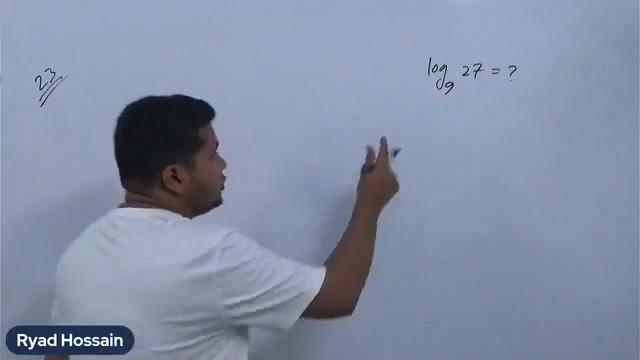 23
log₉ 27 = ?
Ryad Hossain